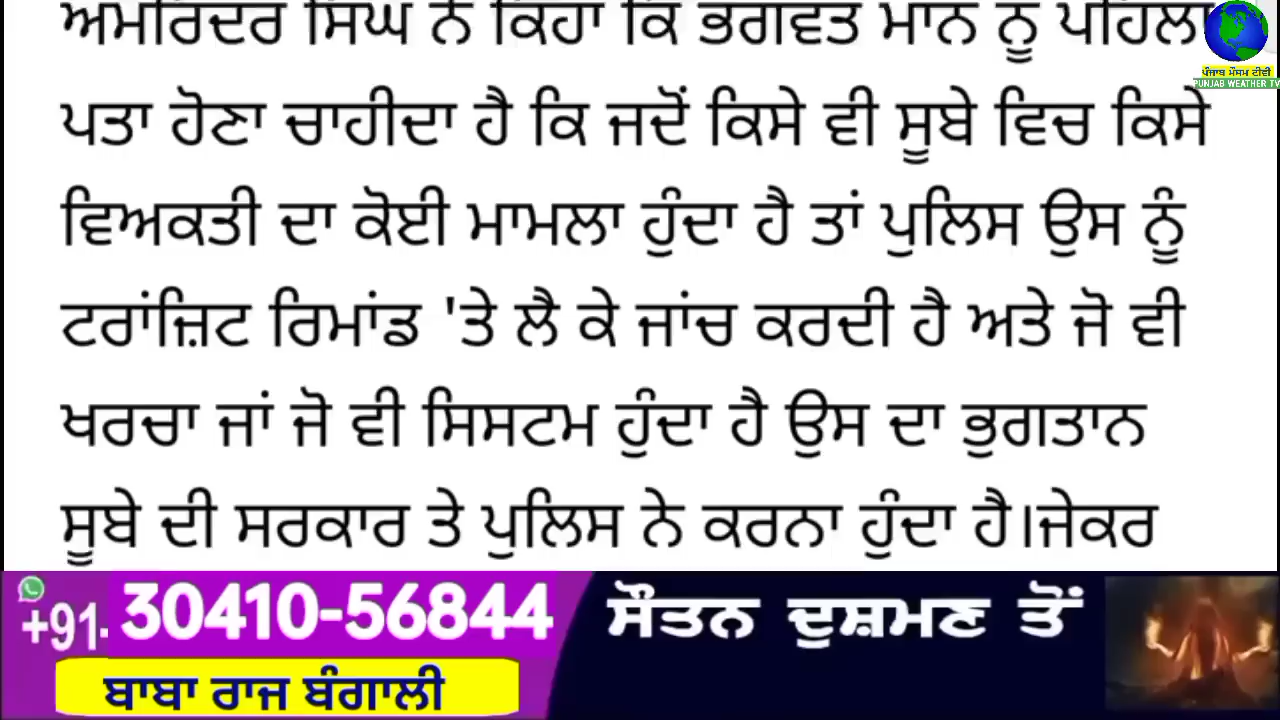 ਅਮਰਿੰਦਰ ਸਿੰਘ ਨੇ ਕਿਹਾ ਕਿ ਭਗਵੰਤ ਮਾਨ ਨੂੰ ਪਹਿਲਾਂ
ਪਤਾ ਹੋਣਾ ਚਾਹੀਦਾ ਹੈ ਕਿ ਜਦੋਂ ਕਿਸੇ ਵੀ ਸੂਬੇ ਵਿਚ ਕਿਸੇ
ਵਿਅਕਤੀ ਦਾ ਕੋਈ ਮਾਮਲਾ ਹੁੰਦਾ ਹੈ ਤਾਂ ਪੁਲਿਸ ਉਸ ਨੂੰ
ਟਰਾਂਜ਼ਿਟ ਰਿਮਾਂਡ 'ਤੇ ਲੈ ਕੇ ਜਾਂਚ ਕਰਦੀ ਹੈ ਅਤੇ ਜੋ ਵੀ
ਖਰਚਾ ਜਾਂ ਜੋ ਵੀ ਸਿਸਟਮ ਹੁੰਦਾ ਹੈ ਉਸ ਦਾ ਭੁਗਤਾਨ
ਸੂਬੇ ਦੀ ਸਰਕਾਰ ਤੇ ਪੁਲਿਸ ਨੇ ਕਰਨਾ ਹੁੰਦਾ ਹੈ।ਜੇਕਰ
ਪੰਜਾਬ ਮੌਸਮ ਟੀਵੀ
PUNJAB WEATHER TV
+91- 30410-56844
ਬਾਬਾ ਰਾਜ ਬੰਗਾਲੀ
ਸੌਤਨ ਦੁਸ਼ਮਣ ਤੋਂ